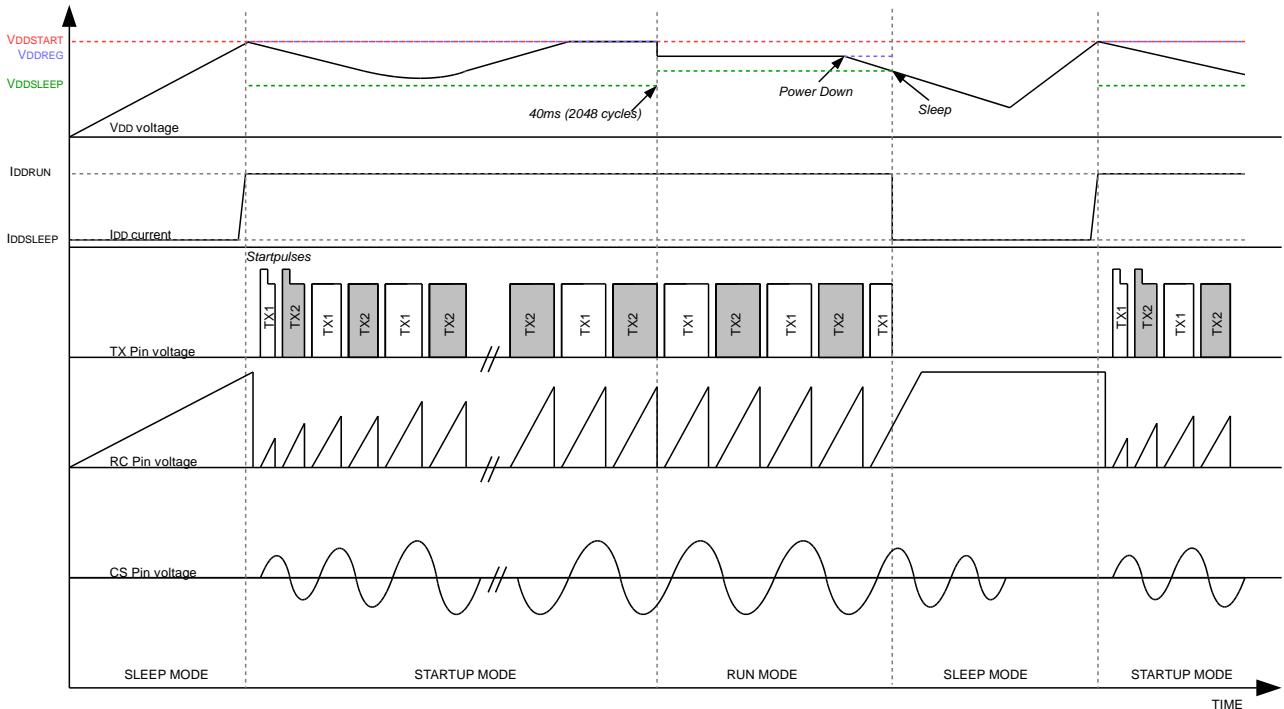 VDDSTART
VDDREG
VDDSLEEP
Power Down
40ms (2048 cycles)
Sleep
VDD voltage
IDDRUN
IDDSLEEP
IDD current
Startpulses
TX1 TX2 TX1 TX2 TX1 TX2 TX2 TX1 TX2 TX1 TX2 TX1 TX2 TX1 TX1 TX2 TX1 TX2
TX Pin voltage
RC Pin voltage
CS Pin voltage
SLEEP MODE STARTUP MODE RUN MODE SLEEP MODE STARTUP MODE
TIME